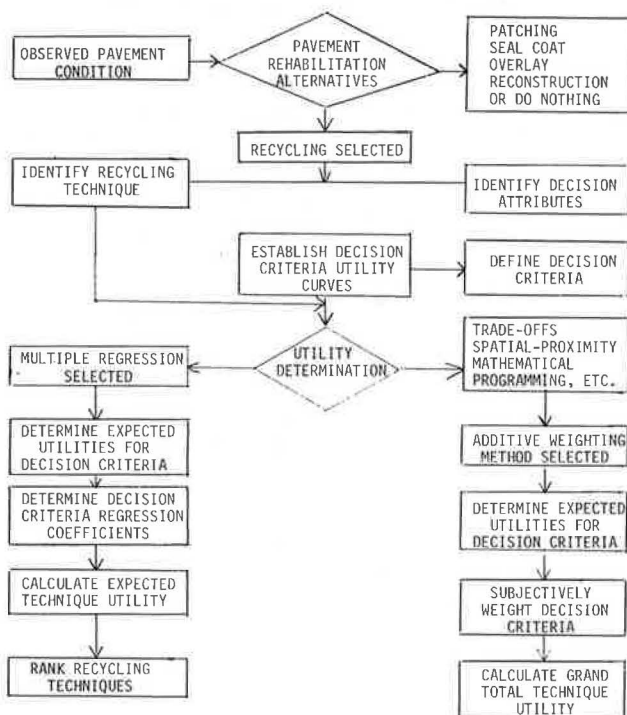 OBSERVED PAVEMENT
CONDITION
PAVEMENT
REHABILITATION
ALTERNATIVES
PATCHING
SEAL COAT
OVERLAY
RECONSTRUCTION
OR DO NOTHING
RECYCLING SELECTED
IDENTIFY RECYCLING
TECHNIQUE
IDENTIFY DECISION
ATTRIBUTES
ESTABLISH DECISION
CRITERIA UTILITY
CURVES
DEFINE DECISION
CRITERIA
MULTIPLE REGRESSION
SELECTED
UTILITY
DETERMINATION
TRADE-OFFS
SPATIAL-PROXIMITY
MATHEMATICAL
PROGRAMMING, ETC.
DETERMINE EXPECTED
UTILITIES FOR
DECISION CRITERIA
ADDITIVE WEIGHTING
METHOD SELECTED
DETERMINE DECISION
CRITERIA REGRESSION
COEFFICIENTS
DETERMINE EXPECTED
UTILITIES FOR
DECISION CRITERIA
CALCULATE EXPECTED
TECHNIQUE UTILITY
SUBJECTIVELY
WEIGHT DECISION
CRITERIA
RANK RECYCLING
TECHNIQUES
CALCULATE GRAND
TOTAL TECHNIQUE
UTILITY